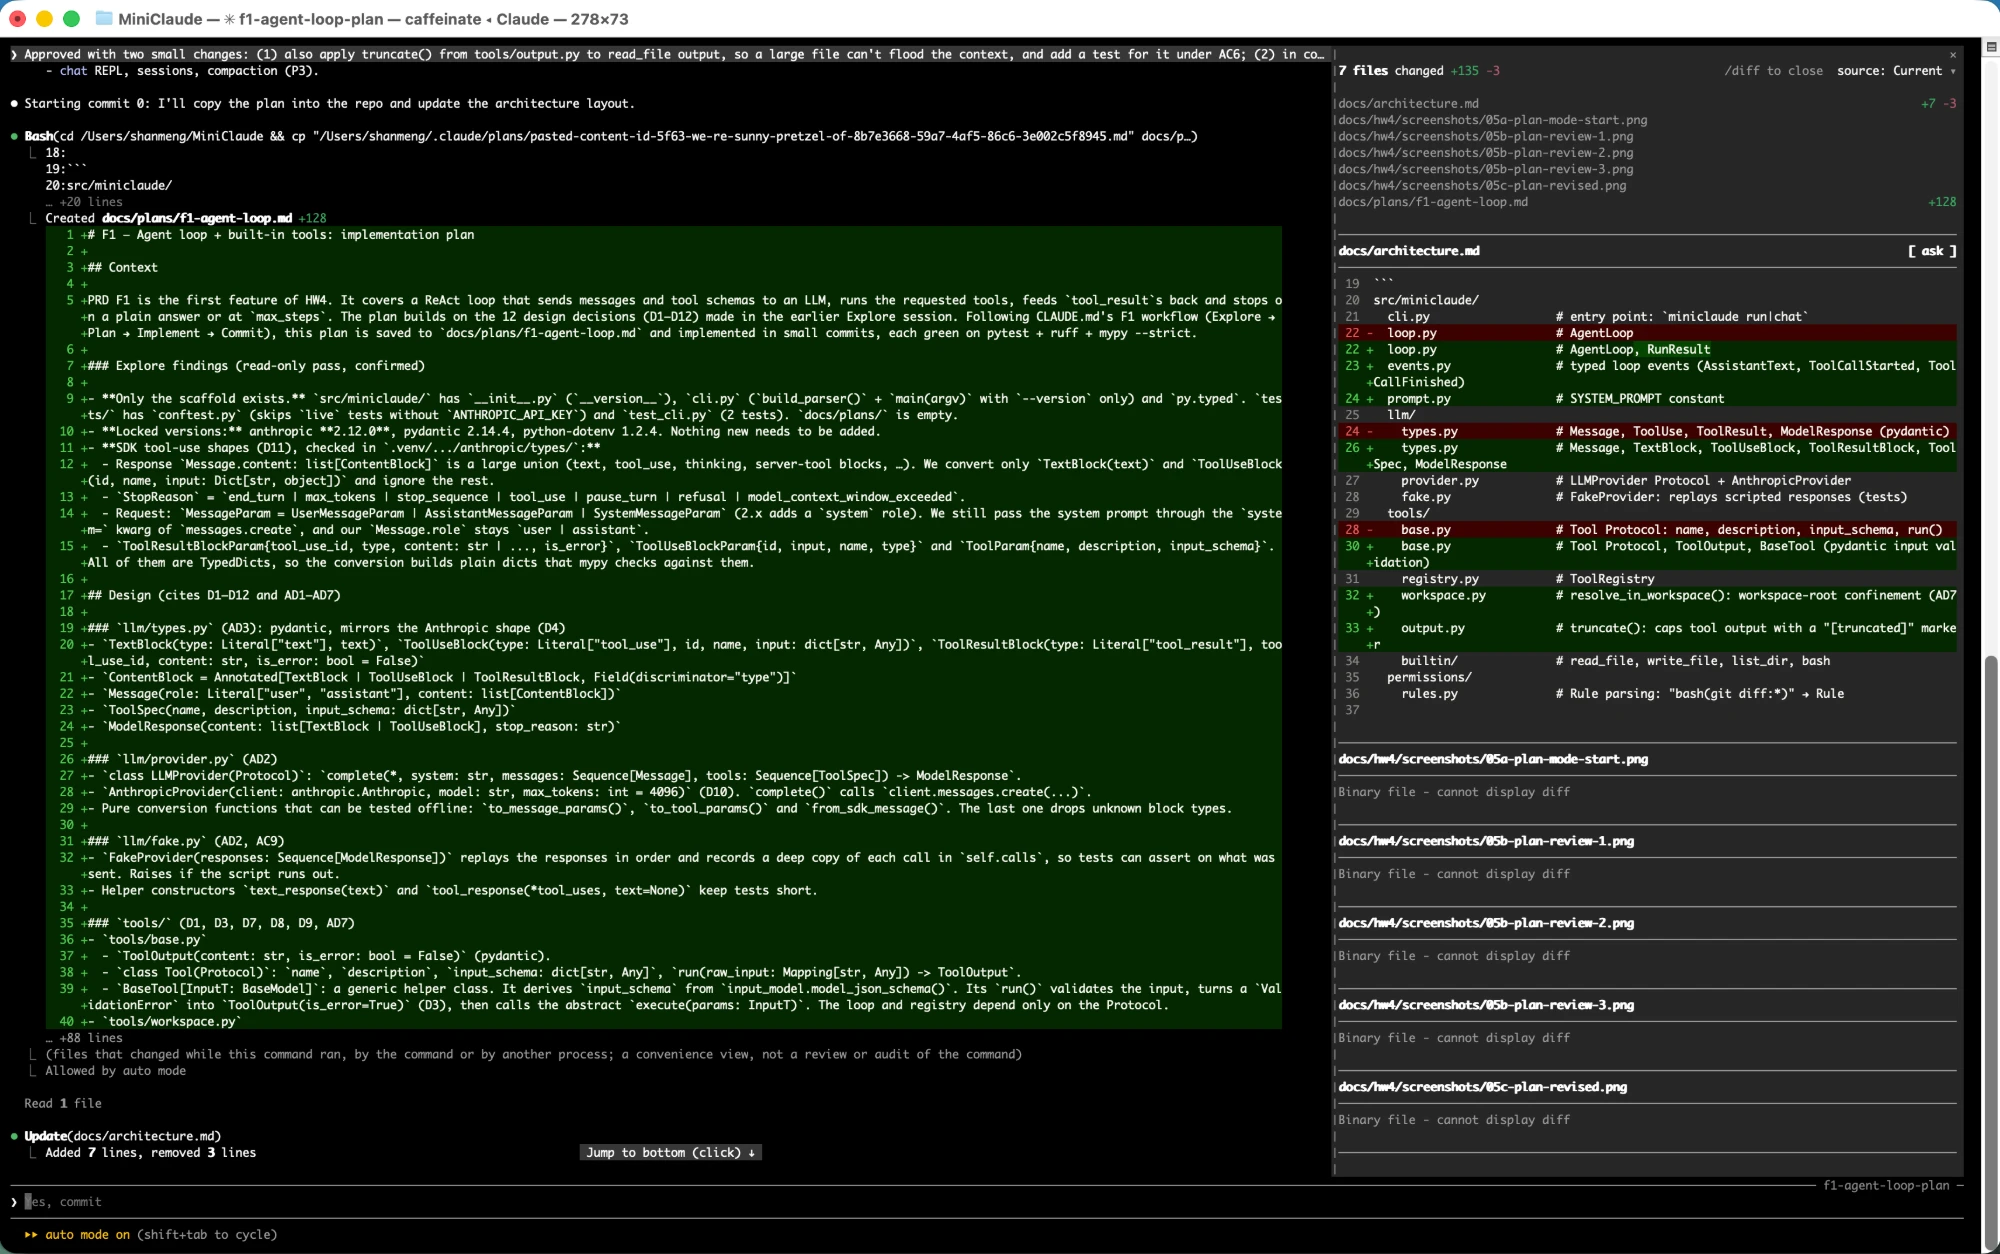 MiniClaude — ✳ f1-agent-loop-plan — caffeinate ◂ Claude — 278×73
❯ Approved with two small changes: (1) also apply truncate() from tools/output.py to read_file output, so a large file can't flood the context, and add a test for it under AC6; (2) in co…
- chat REPL, sessions, compaction (P3).
● Starting commit 0: I'll copy the plan into the repo and update the architecture layout.
● Bash(cd /Users/shanmeng/MiniClaude && cp "/Users/shanmeng/.claude/plans/pasted-content-id-5f63-we-re-sunny-pretzel-of-8b7e3668-59a7-4af5-86c6-3e002c5f8945.md" docs/p…)
18:
19:```
20:src/miniclaude/
… +20 lines
Created docs/plans/f1-agent-loop.md +128
1 +# F1 – Agent loop + built-in tools: implementation plan
2 +
3 +## Context
4 +
5 +PRD F1 is the first feature of HW4. It covers a ReAct loop that sends messages and tool schemas to an LLM, runs the requested tools, feeds `tool_result`s back and stops o
+n a plain answer or at `max_steps`. The plan builds on the 12 design decisions (D1–D12) made in the earlier Explore session. Following CLAUDE.md's F1 workflow (Explore →
+Plan → Implement → Commit), this plan is saved to `docs/plans/f1-agent-loop.md` and implemented in small commits, each green on pytest + ruff + mypy --strict.
6 +
7 +### Explore findings (read-only pass, confirmed)
8 +
9 +- **Only the scaffold exists.** `src/miniclaude/` has `__init__.py` (`__version__`), `cli.py` (`build_parser()` + `main(argv)` with `--version` only) and `py.typed`. `tes
+ts/` has `conftest.py` (skips `live` tests without `ANTHROPIC_API_KEY`) and `test_cli.py` (2 tests). `docs/plans/` is empty.
10 +- **Locked versions:** anthropic **2.12.0**, pydantic 2.14.4, python-dotenv 1.2.4. Nothing new needs to be added.
11 +- **SDK tool-use shapes (D11), checked in `.venv/.../anthropic/types/`:**
12 +  - Response `Message.content: list[ContentBlock]` is a large union (text, tool_use, thinking, server-tool blocks, …). We convert only `TextBlock(text)` and `ToolUseBlock
+(id, name, input: Dict[str, object])` and ignore the rest.
13 +  - `StopReason` = `end_turn | max_tokens | stop_sequence | tool_use | pause_turn | refusal | model_context_window_exceeded`.
14 +  - Request: `MessageParam = UserMessageParam | AssistantMessageParam | SystemMessageParam` (2.x adds a `system` role). We still pass the system prompt through the `syste
+m=` kwarg of `messages.create`, and our `Message.role` stays `user | assistant`.
15 +  - `ToolResultBlockParam{tool_use_id, type, content: str | ..., is_error}`, `ToolUseBlockParam{id, input, name, type}` and `ToolParam{name, description, input_schema}`.
+All of them are TypedDicts, so the conversion builds plain dicts that mypy checks against them.
16 +
17 +## Design (cites D1–D12 and AD1–AD7)
18 +
19 +### `llm/types.py` (AD3): pydantic, mirrors the Anthropic shape (D4)
20 +- `TextBlock(type: Literal["text"], text)`, `ToolUseBlock(type: Literal["tool_use"], id, name, input: dict[str, Any])`, `ToolResultBlock(type: Literal["tool_result"], too
+l_use_id, content: str, is_error: bool = False)`
21 +- `ContentBlock = Annotated[TextBlock | ToolUseBlock | ToolResultBlock, Field(discriminator="type")]`
22 +- `Message(role: Literal["user", "assistant"], content: list[ContentBlock])`
23 +- `ToolSpec(name, description, input_schema: dict[str, Any])`
24 +- `ModelResponse(content: list[TextBlock | ToolUseBlock], stop_reason: str)`
25 +
26 +### `llm/provider.py` (AD2)
27 +- `class LLMProvider(Protocol)`: `complete(*, system: str, messages: Sequence[Message], tools: Sequence[ToolSpec]) -> ModelResponse`.
28 +- `AnthropicProvider(client: anthropic.Anthropic, model: str, max_tokens: int = 4096)` (D10). `complete()` calls `client.messages.create(...)`.
29 +- Pure conversion functions that can be tested offline: `to_message_params()`, `to_tool_params()` and `from_sdk_message()`. The last one drops unknown block types.
30 +
31 +### `llm/fake.py` (AD2, AC9)
32 +- `FakeProvider(responses: Sequence[ModelResponse])` replays the responses in order and records a deep copy of each call in `self.calls`, so tests can assert on what was
+sent. Raises if the script runs out.
33 +- Helper constructors `text_response(text)` and `tool_response(*tool_uses, text=None)` keep tests short.
34 +
35 +### `tools/` (D1, D3, D7, D8, D9, AD7)
36 +- `tools/base.py`
37 +  - `ToolOutput(content: str, is_error: bool = False)` (pydantic).
38 +  - `class Tool(Protocol)`: `name`, `description`, `input_schema: dict[str, Any]`, `run(raw_input: Mapping[str, Any]) -> ToolOutput`.
39 +  - `BaseTool[InputT: BaseModel]`: a generic helper class. It derives `input_schema` from `input_model.model_json_schema()`. Its `run()` validates the input, turns a `Val
+idationError` into `ToolOutput(is_error=True)` (D3), then calls the abstract `execute(params: InputT)`. The loop and registry depend only on the Protocol.
40 +- `tools/workspace.py`
… +88 lines
(files that changed while this command ran, by the command or by another process; a convenience view, not a review or audit of the command)
Allowed by auto mode
Read 1 file
● Update(docs/architecture.md)
Added 7 lines, removed 3 lines
Jump to bottom (click) ↓
f1-agent-loop-plan
❯ es, commit
▸▸ auto mode on (shift+tab to cycle)
×
7 files changed +135 -3 /diff to close source: Current ▾
docs/architecture.md +7 -3
docs/hw4/screenshots/05a-plan-mode-start.png
docs/hw4/screenshots/05b-plan-review-1.png
docs/hw4/screenshots/05b-plan-review-2.png
docs/hw4/screenshots/05b-plan-review-3.png
docs/hw4/screenshots/05c-plan-revised.png
docs/plans/f1-agent-loop.md +128
docs/architecture.md [ ask ]
19 ```
20 src/miniclaude/
21 cli.py # entry point: `miniclaude run|chat`
22 - loop.py # AgentLoop
22 + loop.py # AgentLoop, RunResult
23 + events.py # typed loop events (AssistantText, ToolCallStarted, Tool
+CallFinished)
24 + prompt.py # SYSTEM_PROMPT constant
25 llm/
24 - types.py # Message, ToolUse, ToolResult, ModelResponse (pydantic)
26 + types.py # Message, TextBlock, ToolUseBlock, ToolResultBlock, Tool
+Spec, ModelResponse
27 provider.py # LLMProvider Protocol + AnthropicProvider
28 fake.py # FakeProvider: replays scripted responses (tests)
29 tools/
28 - base.py # Tool Protocol: name, description, input_schema, run()
30 + base.py # Tool Protocol, ToolOutput, BaseTool (pydantic input val
+idation)
31 registry.py # ToolRegistry
32 + workspace.py # resolve_in_workspace(): workspace-root confinement (AD7
+)
33 + output.py # truncate(): caps tool output with a "[truncated]" marke
+r
34 builtin/ # read_file, write_file, list_dir, bash
35 permissions/
36 rules.py # Rule parsing: "bash(git diff:*)" → Rule
37
docs/hw4/screenshots/05a-plan-mode-start.png
Binary file - cannot display diff
docs/hw4/screenshots/05b-plan-review-1.png
Binary file - cannot display diff
docs/hw4/screenshots/05b-plan-review-2.png
Binary file - cannot display diff
docs/hw4/screenshots/05b-plan-review-3.png
Binary file - cannot display diff
docs/hw4/screenshots/05c-plan-revised.png
Binary file - cannot display diff